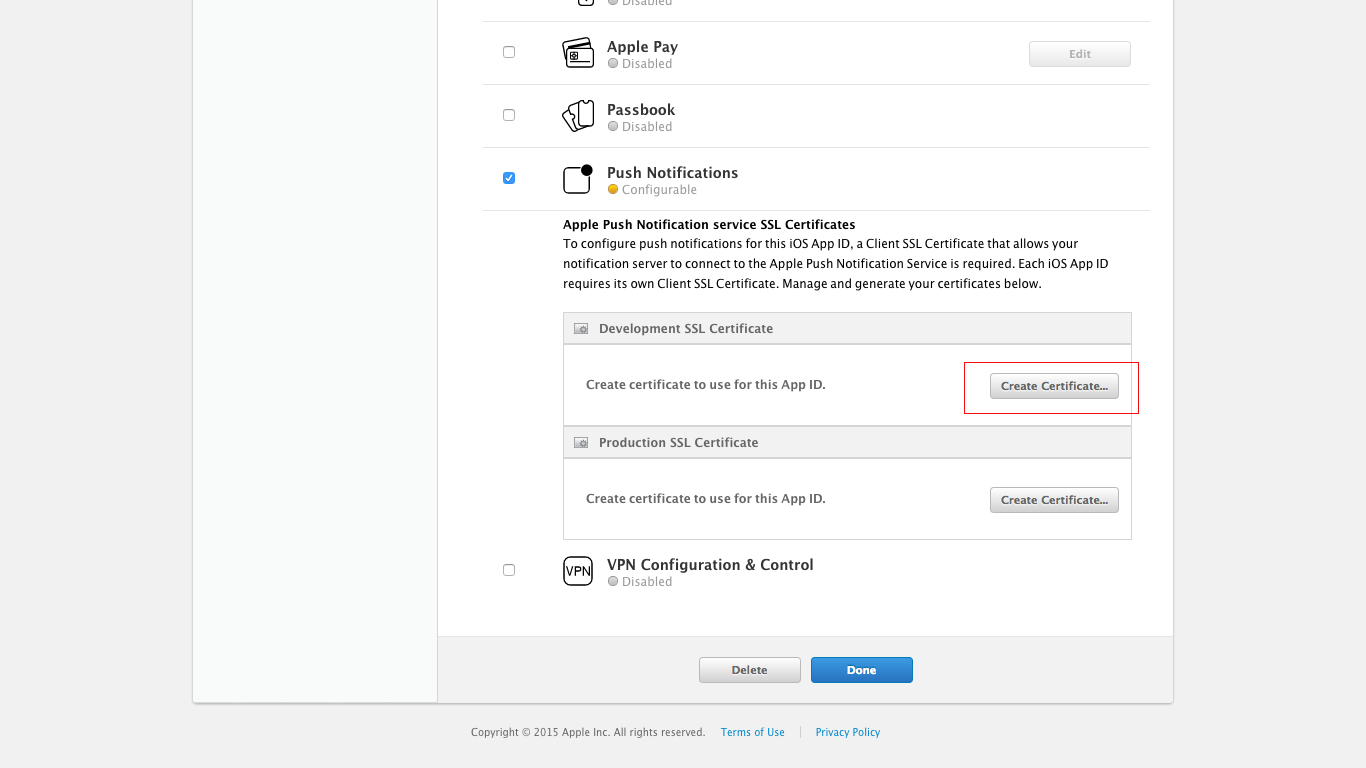 Disabled
Apple Pay
Disabled
Edit
Passbook
Disabled
Push Notifications
Configurable
Apple Push Notification service SSL Certificates
To configure push notifications for this iOS App ID, a Client SSL Certificate that allows your
notification server to connect to the Apple Push Notification Service is required. Each iOS App ID
requires its own Client SSL Certificate. Manage and generate your certificates below.
Development SSL Certificate
Create certificate to use for this App ID.
Create Certificate...
Production SSL Certificate
Create certificate to use for this App ID.
Create Certificate...
VPN
VPN Configuration & Control
Disabled
Delete
Done
Copyright © 2015 Apple Inc. All rights reserved. Terms of Use Privacy Policy